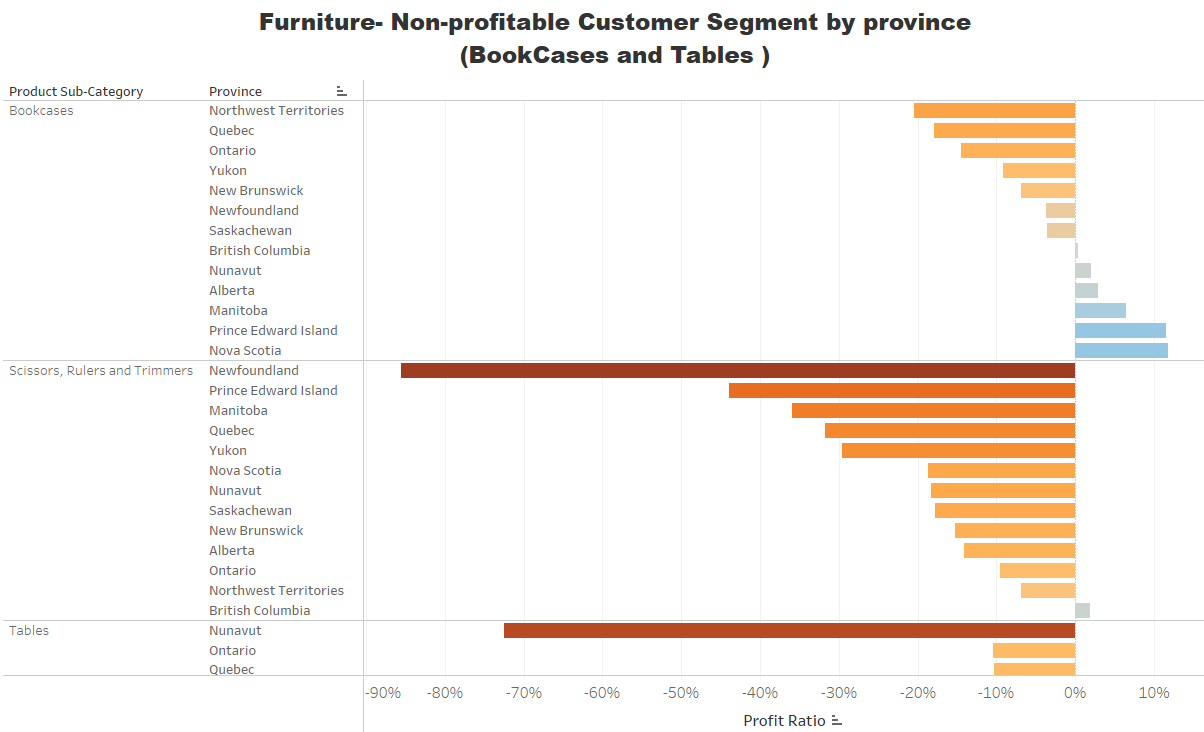 Furniture- Non-profitable Customer Segment by province
(BookCases and Tables )
Product Sub-Category Province
Bookcases Northwest Territories
Quebec
Ontario
Yukon
New Brunswick
Newfoundland
Saskachewan
British Columbia
Nunavut
Alberta
Manitoba
Prince Edward Island
Nova Scotia
Scissors, Rulers and Trimmers Newfoundland
Prince Edward Island
Manitoba
Quebec
Yukon
Nova Scotia
Nunavut
Saskachewan
New Brunswick
Alberta
Ontario
Northwest Territories
British Columbia
Tables Nunavut
Ontario
Quebec
-90% -80% -70% -60% -50% -40% -30% -20% -10% 0% 10%
Profit Ratio